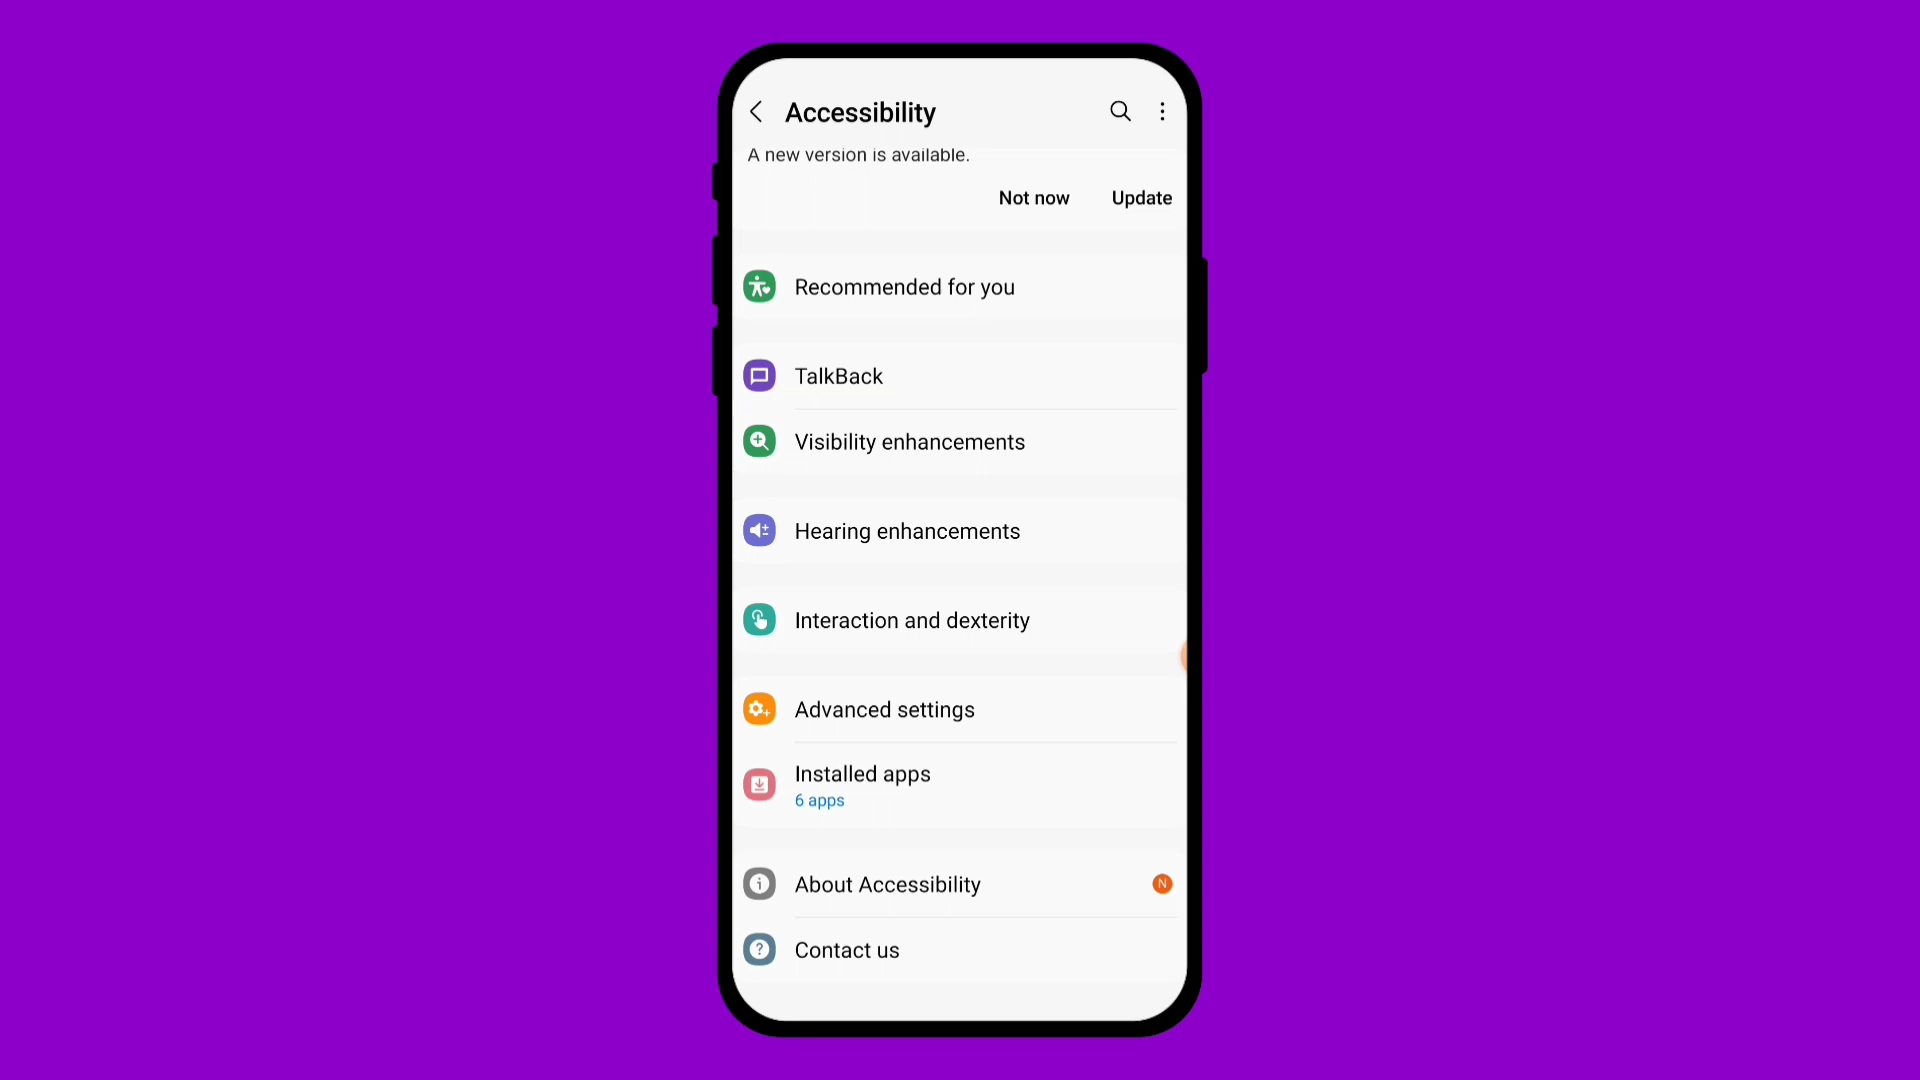 Accessibility
A new version is available.
Not now Update
Recommended for you
TalkBack
Visibility enhancements
Hearing enhancements
Interaction and dexterity
Advanced settings
Installed apps
6 apps
About Accessibility N
Contact us